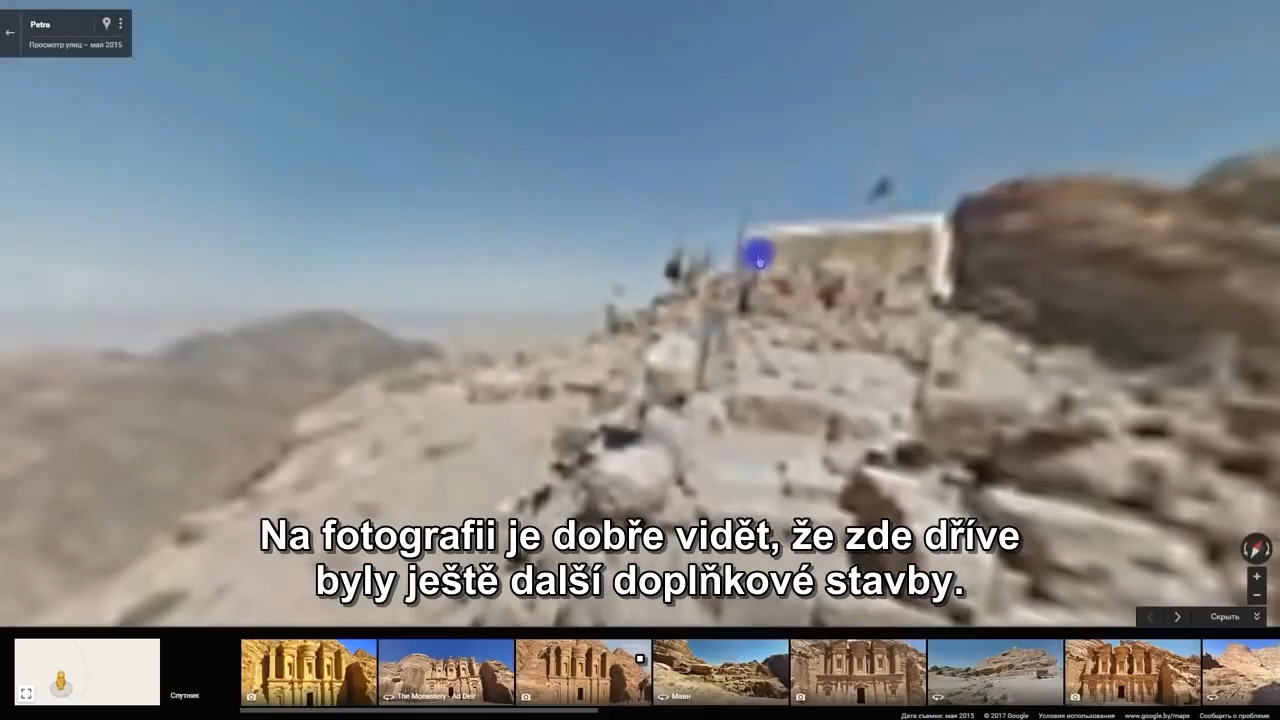 Petra
Просмотр улиц – мая 2015
Na fotografii je dobře vidět, že zde dříve
byly ještě další doplňkové stavby.
Скрыть
Спутник
The Monastery - Ad Deir
Маан
Дата съемки: мая 2015 © 2017 Google Условия использования www.google.by/maps Сообщить о проблеме